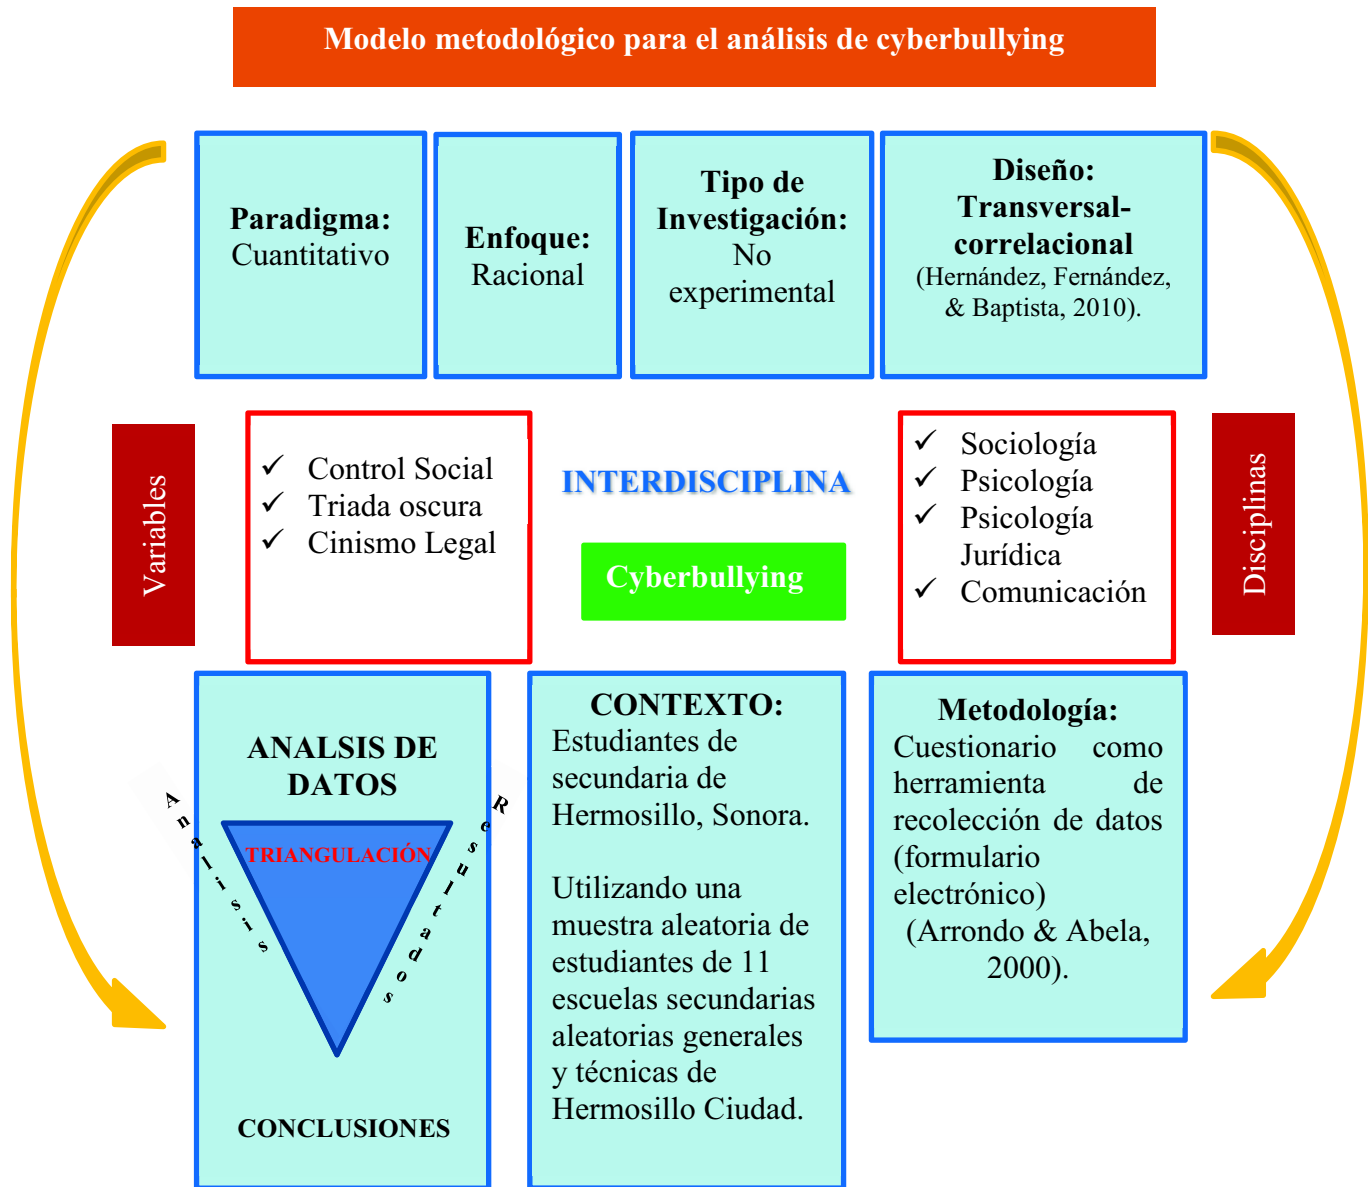 Modelo metodológico para el análisis de cyberbullying
Paradigma:
Cuantitativo
Enfoque:
Racional
Tipo de
Investigación:
No
experimental
Diseño:
Transversal-
correlacional
(Hernández, Fernández,
& Baptista, 2010).
Variables
✓ Control Social
✓ Triada oscura
✓ Cinismo Legal
INTERDISCIPLINA
Cyberbullying
✓ Sociología
✓ Psicología
✓ Psicología
Jurídica
✓ Comunicación
Disciplinas
ANALSIS DE
DATOS
Analisis
TRIANGULACIÓN
Resultados
CONCLUSIONES
CONTEXTO:
Estudiantes de
secundaria de
Hermosillo, Sonora.
Utilizando una
muestra aleatoria de
estudiantes de 11
escuelas secundarias
aleatorias generales
y técnicas de
Hermosillo Ciudad.
Metodología:
Cuestionario como
herramienta de
recolección de datos
(formulario
electrónico)
(Arrondo & Abela,
2000).